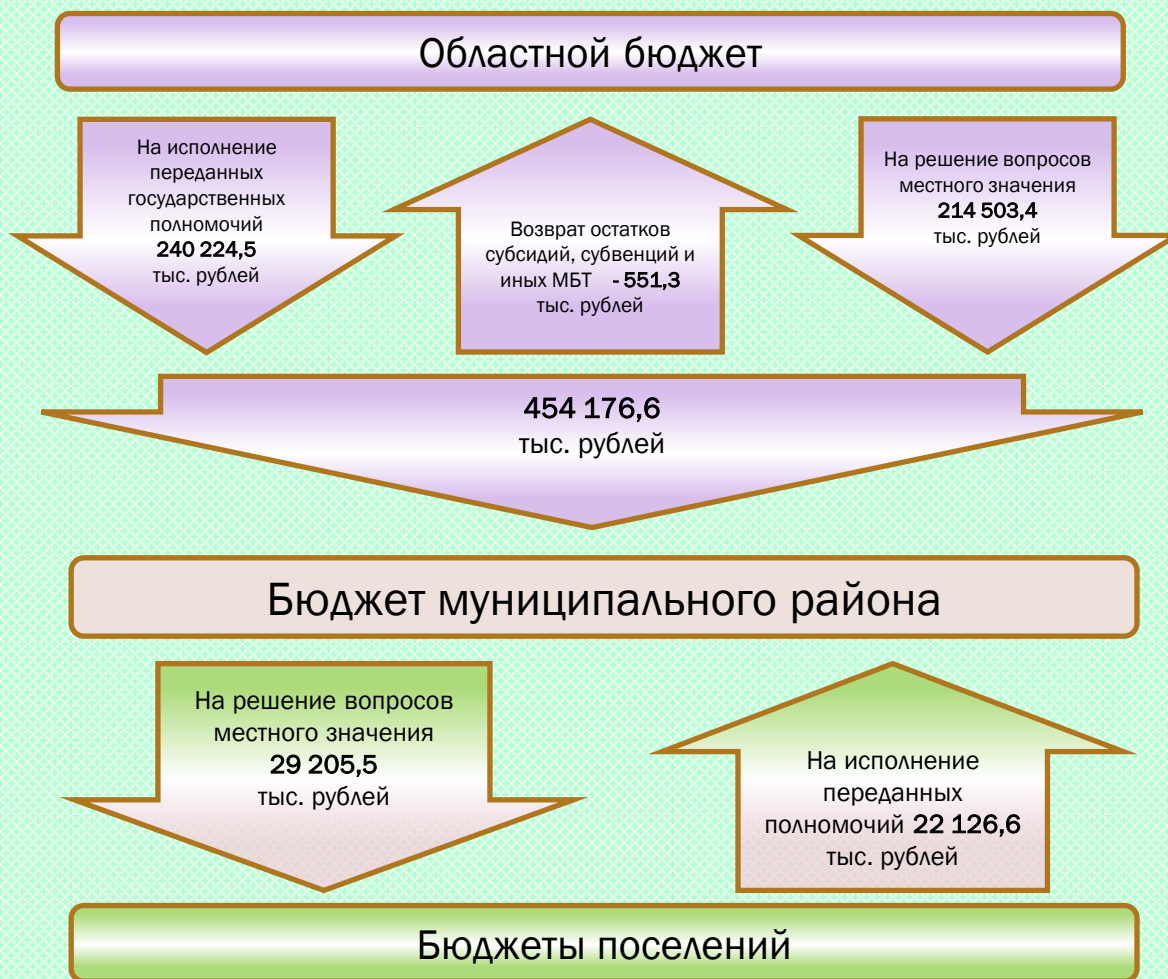 Областной бюджет
На исполнение
переданных
государственных
полномочий
240 224,5
тыс. рублей
Возврат остатков
субсидий, субвенций и
иных МБТ - 551,3
тыс. рублей
На решение вопросов
местного значения
214 503,4
тыс. рублей
454 176,6
тыс. рублей
Бюджет муниципального района
На решение вопросов
местного значения
29 205,5
тыс. рублей
На исполнение
переданных
полномочий 22 126,6
тыс. рублей
Бюджеты поселений